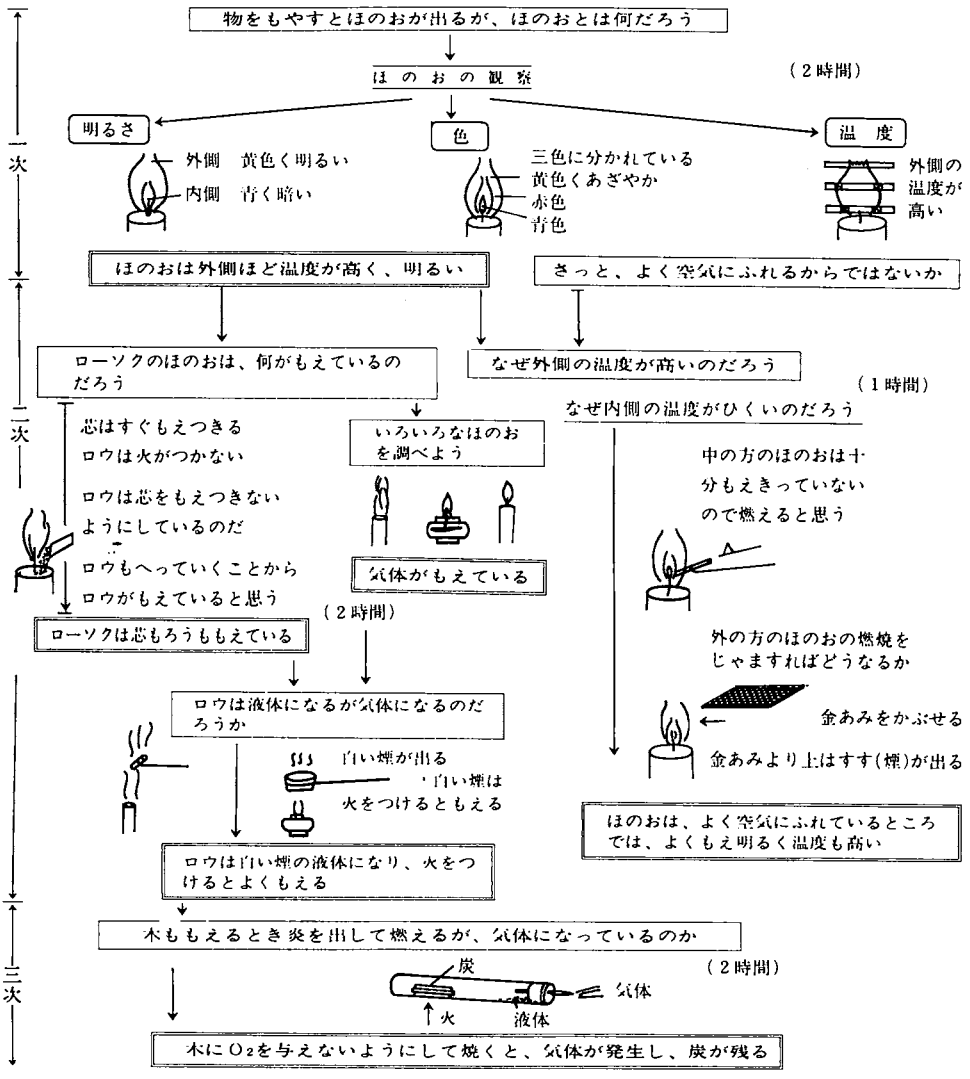 物をもやすとほのおが出るが、ほのおとは何だろう
ほのおの観察
(2時間)
一次
明るさ
外側 黄色く明るい
内側 青く暗い
色
三色に分かれている
黄色くあざやか
赤色
青色
温度
外側の
温度が
高い
ほのおは外側ほど温度が高く、明るい
きっと、よく空気にふれるからではないか
二次
ローソクのほのおは、何がもえているの
だろう
なぜ外側の温度が高いのだろう
(1時間)
なぜ内側の温度がひくいのだろう
芯はすぐもえつきる
ロウは火がつかない
ロウは芯をもえつきない
ようにしているのだ
ロウもへっていくことから
ロウがもえていると思う
いろいろなほのお
を調べよう
気体がもえている
中の方のほのおは十
分もえきっていない
ので燃えると思う
ローソクは芯もろうももえている
(2時間)
外の方のほのおの燃焼を
じゃますればどうなるか
金あみをかぶせる
金あみより上はすす(煙)が出る
ロウは液体になるが気体になるのだ
ろうか
白い煙が出る
白い煙は
火をつけるともえる
ほのおは、よく空気にふれているところ
では、よくもえ明るく温度も高い
ロウは白い煙の液体になり、火をつ
けるとよくもえる
三次
木ももえるとき炎を出して燃えるが、気体になっているのか
(2時間)
炭
気体
火
液体
木にO₂を与えないようにして焼くと、気体が発生し、炭が残る